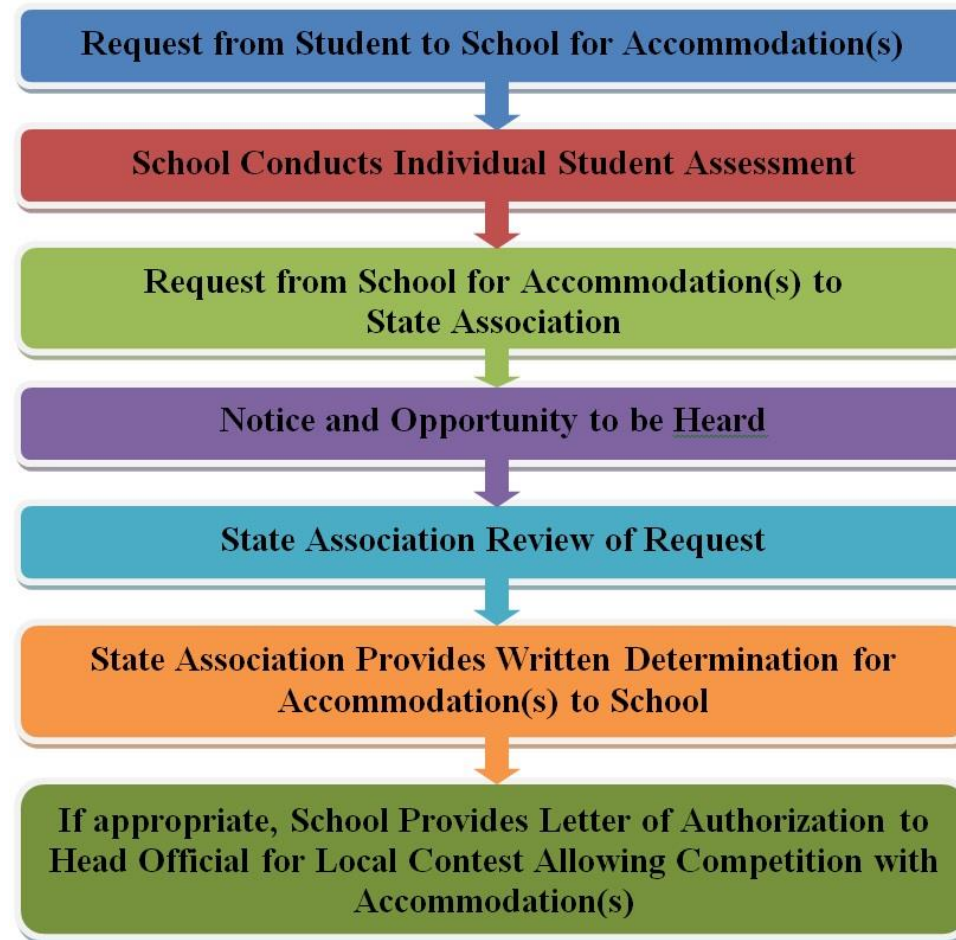 Request from Student to School for Accommodation(s)
School Conducts Individual Student Assessment
Request from School for Accommodation(s) to
State Association
Notice and Opportunity to be Heard
State Association Review of Request
State Association Provides Written Determination for
Accommodation(s) to School
If appropriate, School Provides Letter of Authorization to
Head Official for Local Contest Allowing Competition with
Accommodation(s)